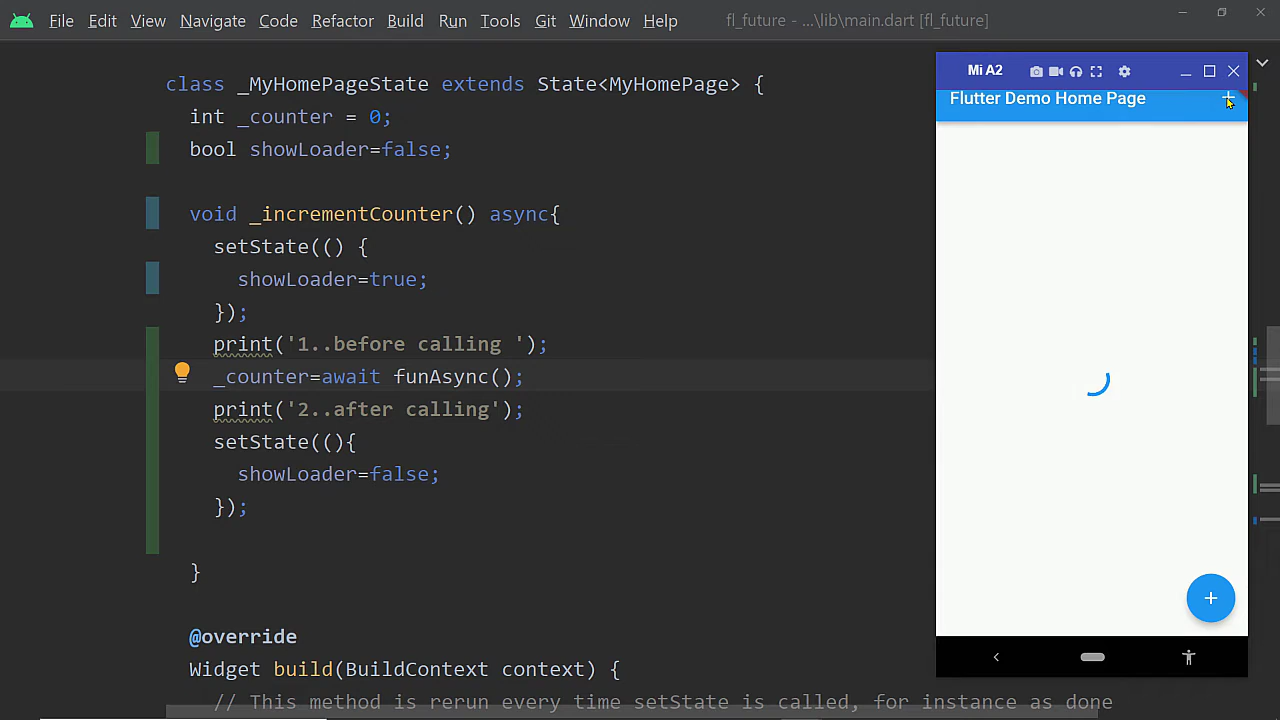 File Edit View Navigate Code Refactor Build Run Tools Git Window Help fl_future - ...\lib\main.dart [fl_future]
class _MyHomePageState extends State<MyHomePage> {
int _counter = 0;
bool showLoader=false;
void _incrementCounter() async{
setState(() {
showLoader=true;
});
print('1..before calling ');
_counter=await funAsync();
print('2..after calling');
setState((){
showLoader=false;
});
}
@override
Widget build(BuildContext context) {
// This method is rerun every time setState is called, for instance as done
Mi A2
Flutter Demo Home Page